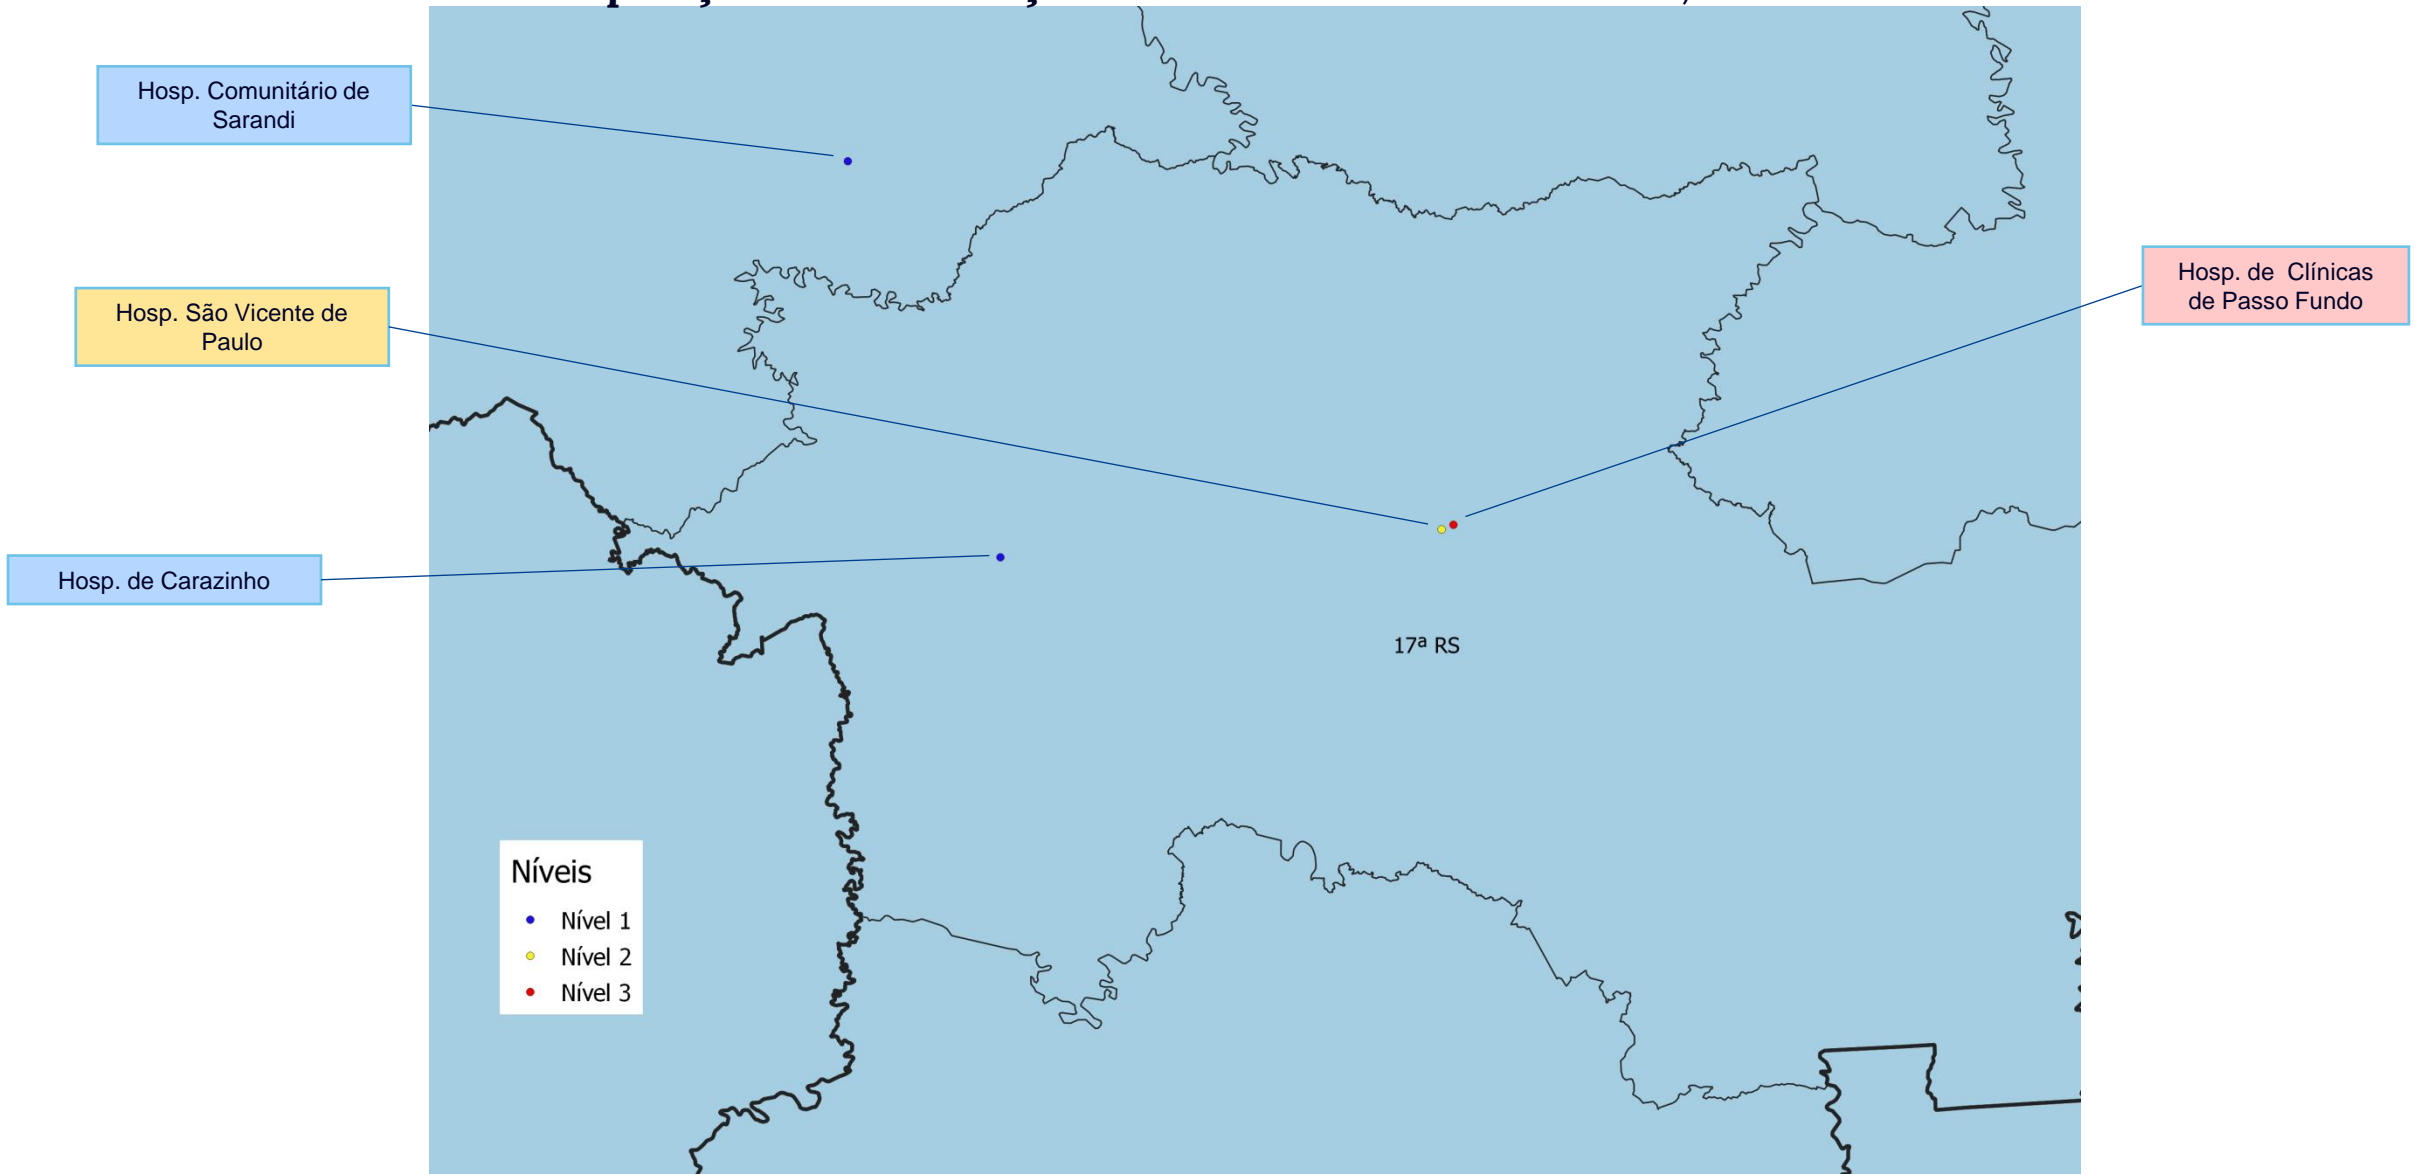 Hosp. Comunitário de
Sarandi
Hosp. São Vicente de
Paulo
Hosp. de Clínicas
de Passo Fundo
Hosp. de Carazinho
17ª RS
Níveis
Nível 1
Nível 2
Nível 3